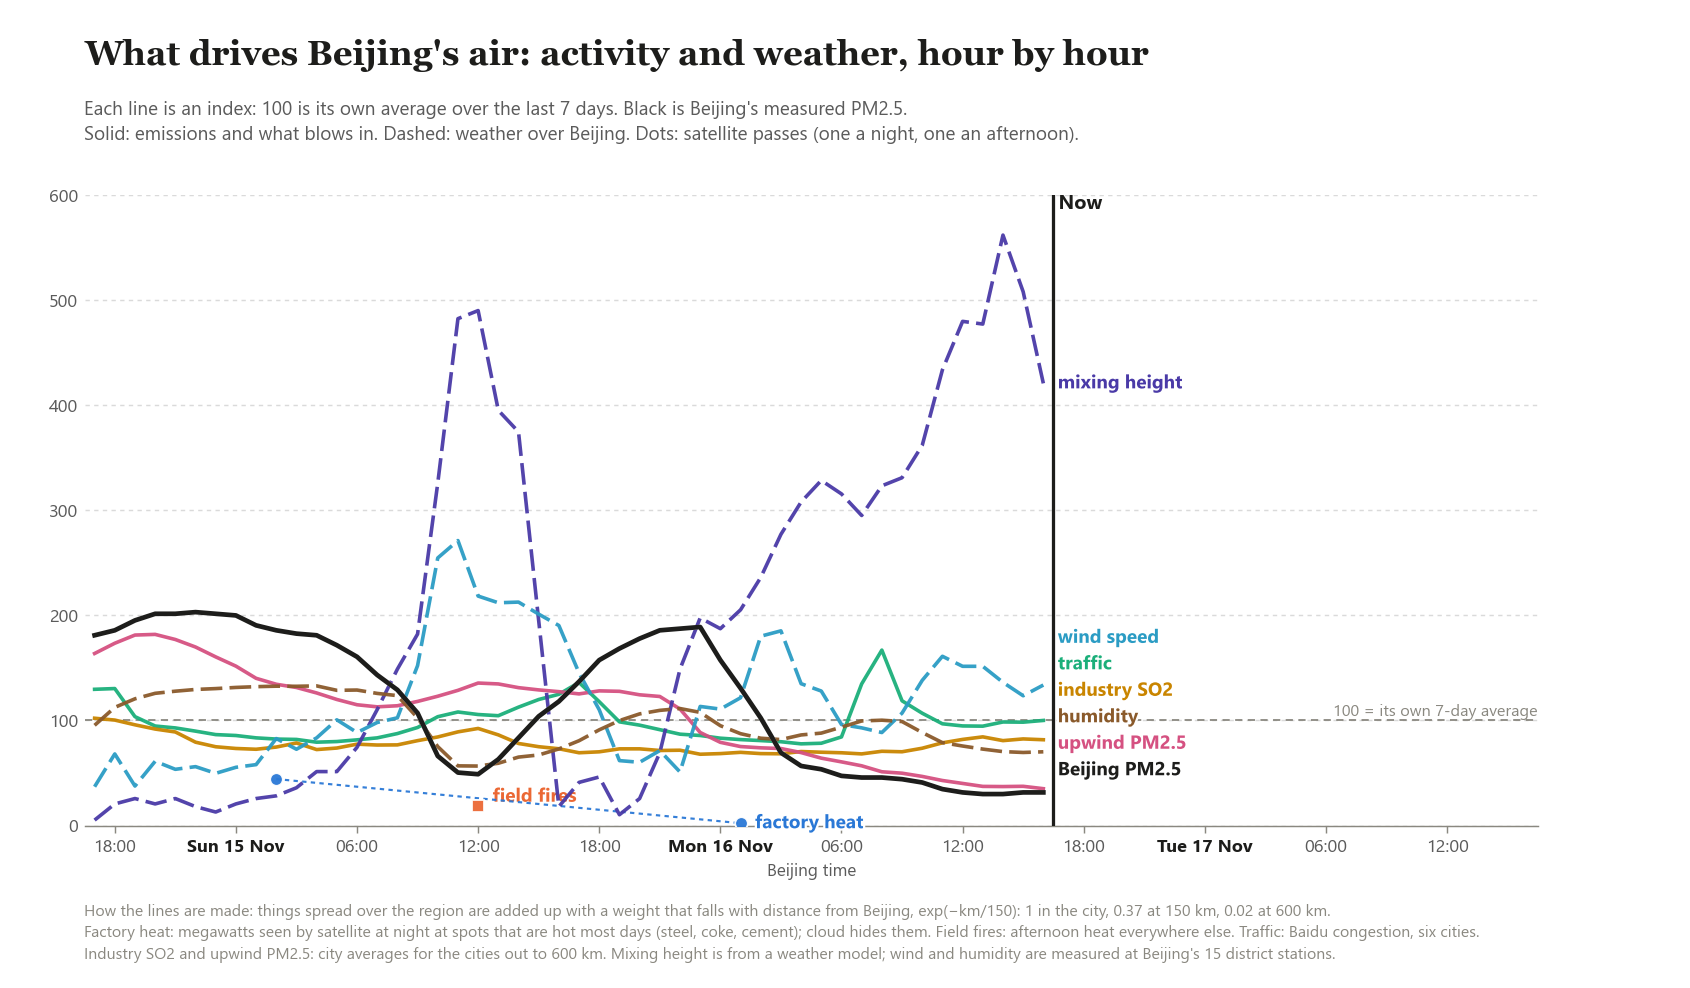 What drives Beijing's air: activity and weather, hour by hour
Each line is an index: 100 is its own average over the last 7 days. Black is Beijing's measured PM2.5.
Solid: emissions and what blows in. Dashed: weather over Beijing. Dots: satellite passes (one a night, one an afternoon).
600
Now
500
mixing height
400
300
200
wind speed
traffic
industry SO2
100 = its own 7-day average
humidity
100
upwind PM2.5
Beijing PM2.5
field fires
factory heat
0
18:00 Sun 15 Nov 06:00 12:00 18:00 Mon 16 Nov 06:00 12:00 18:00 Tue 17 Nov 06:00 12:00
Beijing time
How the lines are made: things spread over the region are added up with a weight that falls with distance from Beijing, exp(−km/150): 1 in the city, 0.37 at 150 km, 0.02 at 600 km.
Factory heat: megawatts seen by satellite at night at spots that are hot most days (steel, coke, cement); cloud hides them. Field fires: afternoon heat everywhere else. Traffic: Baidu congestion, six cities.
Industry SO2 and upwind PM2.5: city averages for the cities out to 600 km. Mixing height is from a weather model; wind and humidity are measured at Beijing's 15 district stations.